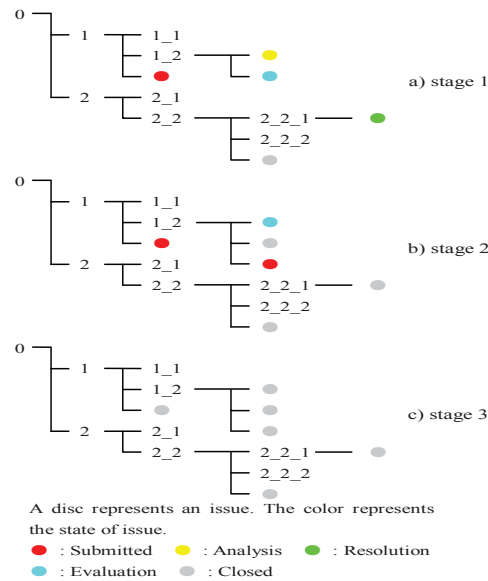 0
1 1_1
1_2
a) stage 1
2 2_1
2_2 2_2_1
2_2_2
0
1 1_1
1_2
b) stage 2
2 2_1
2_2 2_2_1
2_2_2
0
1 1_1
1_2
c) stage 3
2 2_1
2_2 2_2_1
2_2_2
A disc represents an issue. The color represents
the state of issue.
: Submitted : Analysis : Resolution
: Evaluation : Closed